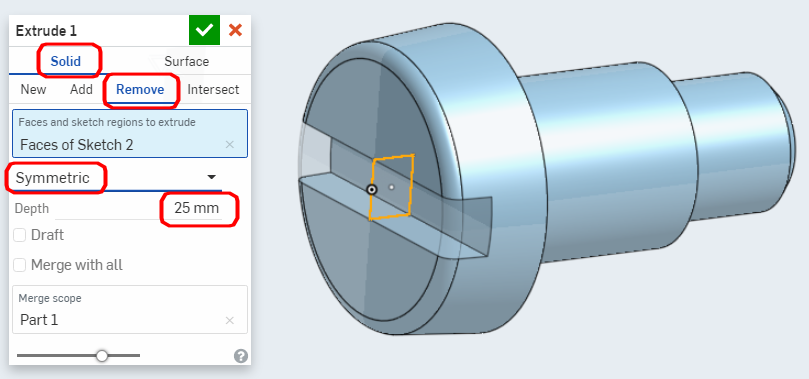 Extrude 1
Solid Surface
New Add Remove Intersect
Faces and sketch regions to extrude
Faces of Sketch 2
Symmetric
Depth 25 mm
Draft
Merge with all
Merge scope
Part 1